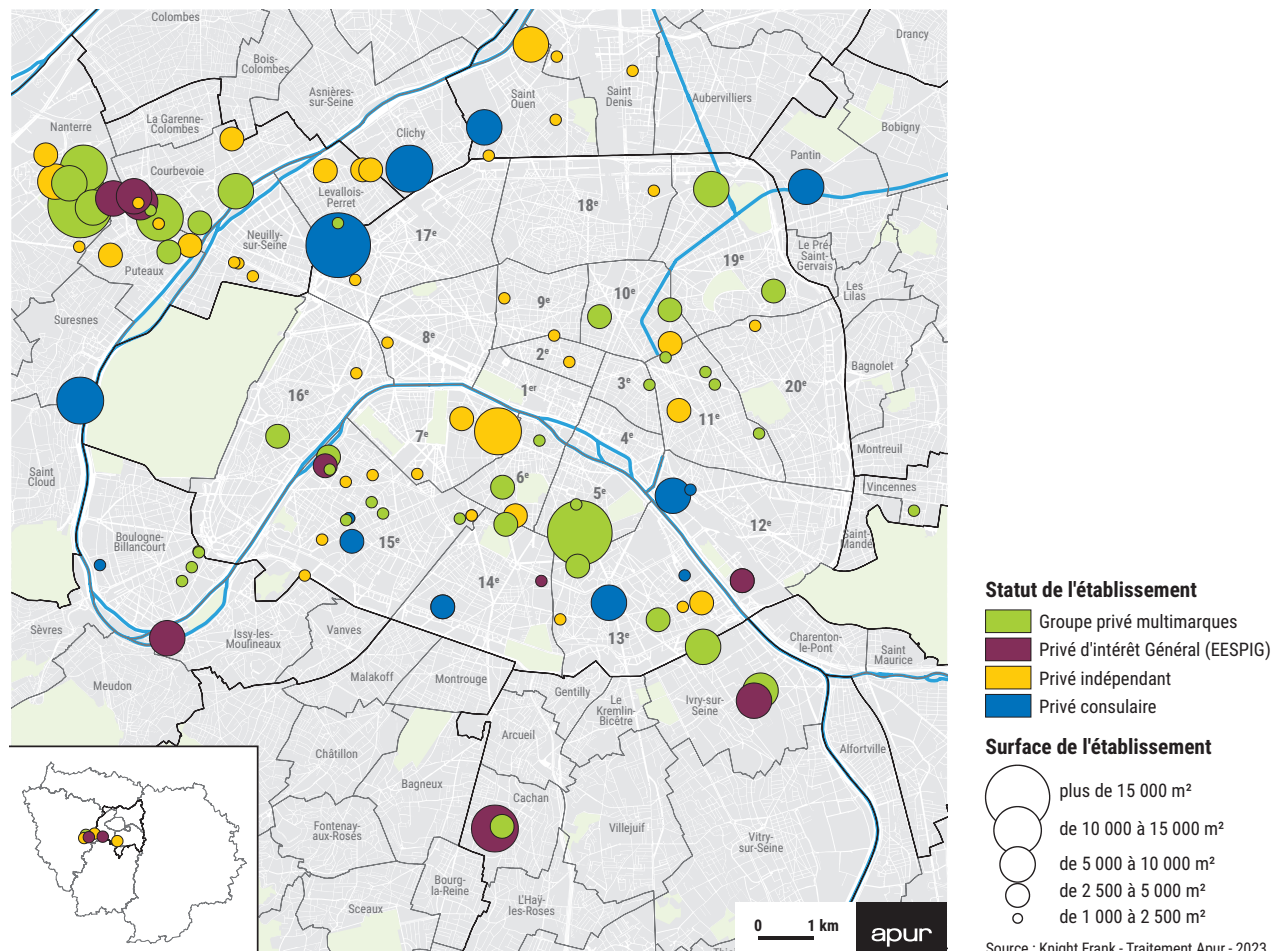 Colombes
Drancy
Bois-
Colombes
Asnières-
sur-Seine
Saint
Ouen
Saint
Denis
Aubervilliers
Bobigny
Nanterre
La Garenne-
Colombes
Clichy
Pantin
Courbevoie
Levallois-
Perret
18e
17e
Neuilly-
sur-Seine
Le Pré-
Saint-
Gervais
19e
Puteaux
Les
Lilas
Suresnes
9e
10e
8e
2e
Bagnolet
3e
20e
1er
16e
11e
7e
4e
Montreuil
Saint
Cloud
6e
5e
Vincennes
12e
Boulogne-
Billancourt
15e
Saint-
Mandé
14e
13e
Sèvres
Issy-les-
Moulineaux
Vanves
Charenton-
le-Pont
Saint
Maurice
Meudon
Malakoff
Montrouge
Gentilly
Le
Kremlin-
Bicêtre
Ivry-sur-
Seine
Arcueil
Châtillon
Alfortville
Bagneux
Cachan
Fontenay-
aux-Roses
Villejuif
Vitry-
sur-Seine
Bourg-
la-Reine
L'Haÿ-
les-Roses
Sceaux
0 1 km
apur
Statut de l'établissement
Groupe privé multimarques
Privé d'intérêt Général (EESPIG)
Privé indépendant
Privé consulaire
Surface de l'établissement
plus de 15 000 m²
de 10 000 à 15 000 m²
de 5 000 à 10 000 m²
de 2 500 à 5 000 m²
de 1 000 à 2 500 m²
Source : Knight Frank - Traitement Apur - 2023